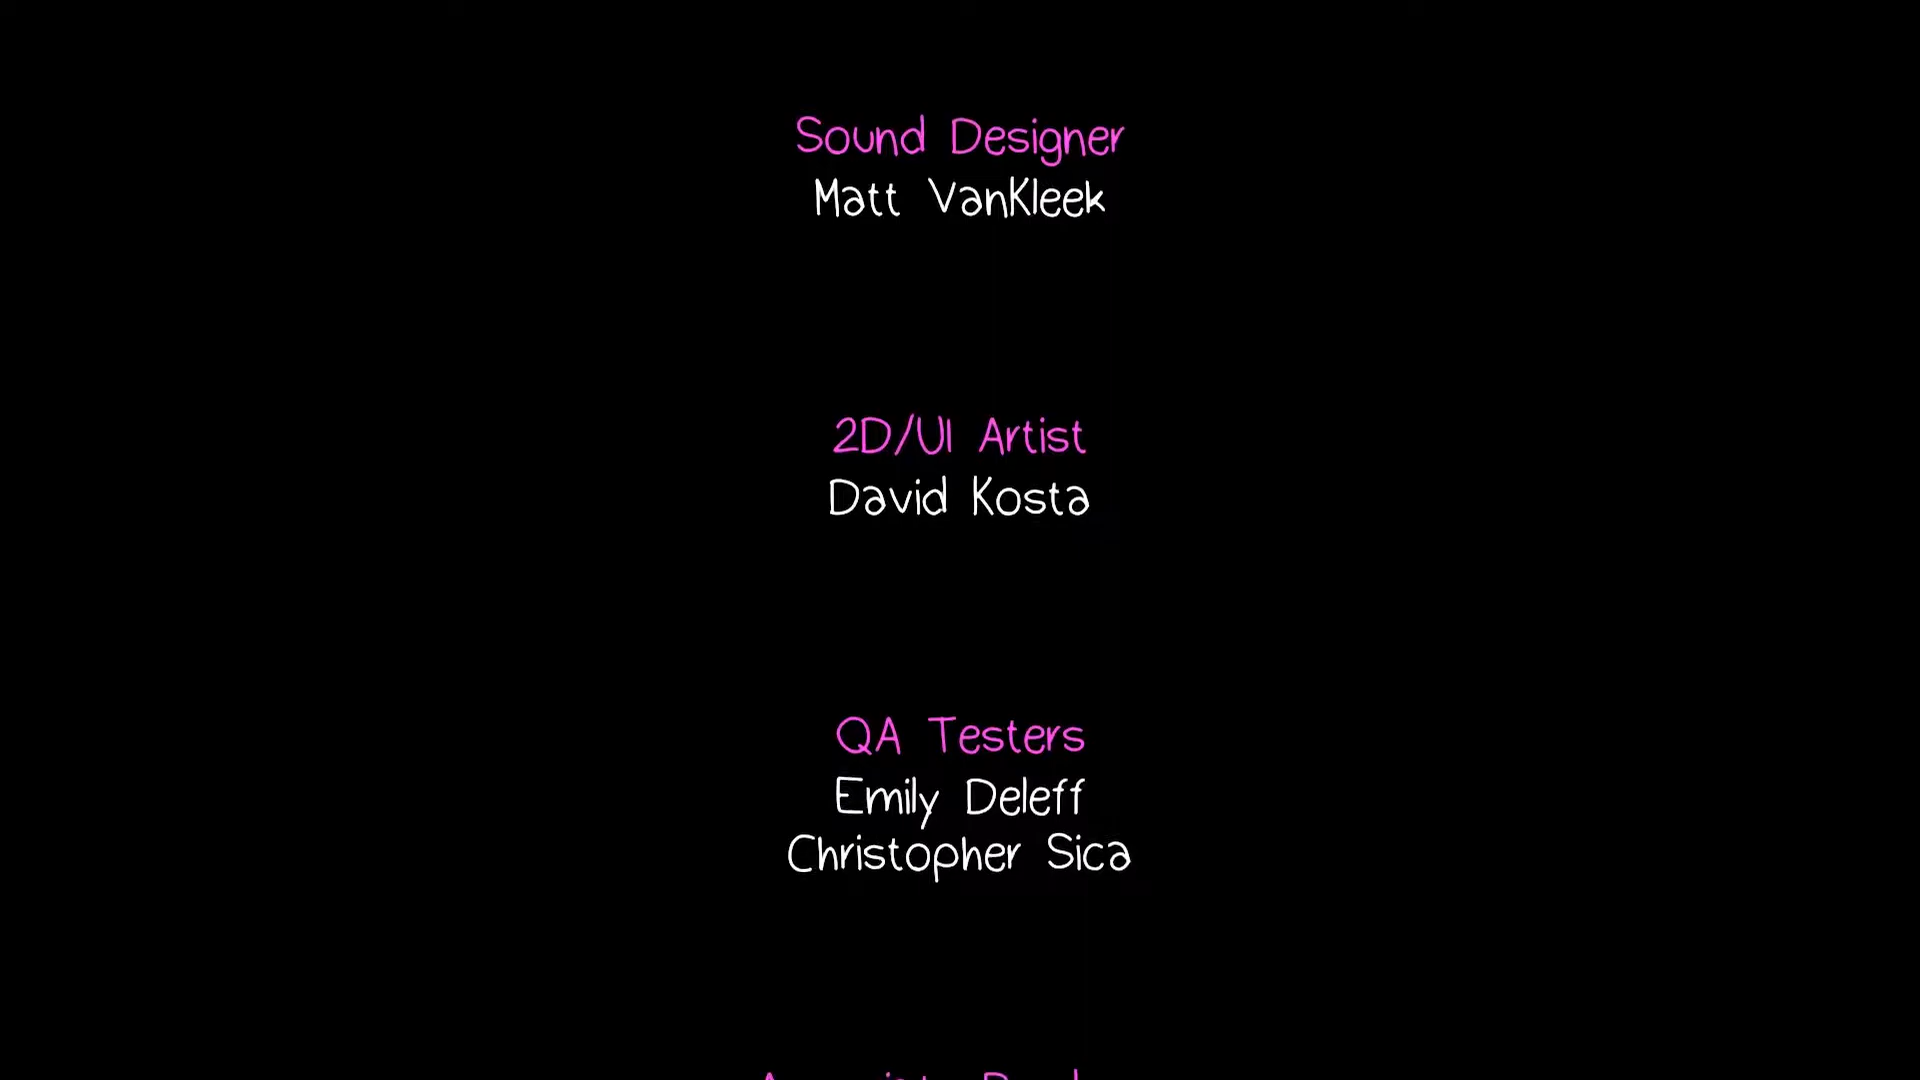 Sound Designer
Matt VanKleek
2D/UI Artist
David Kosta
QA Testers
Emily Deleff
Christopher Sica